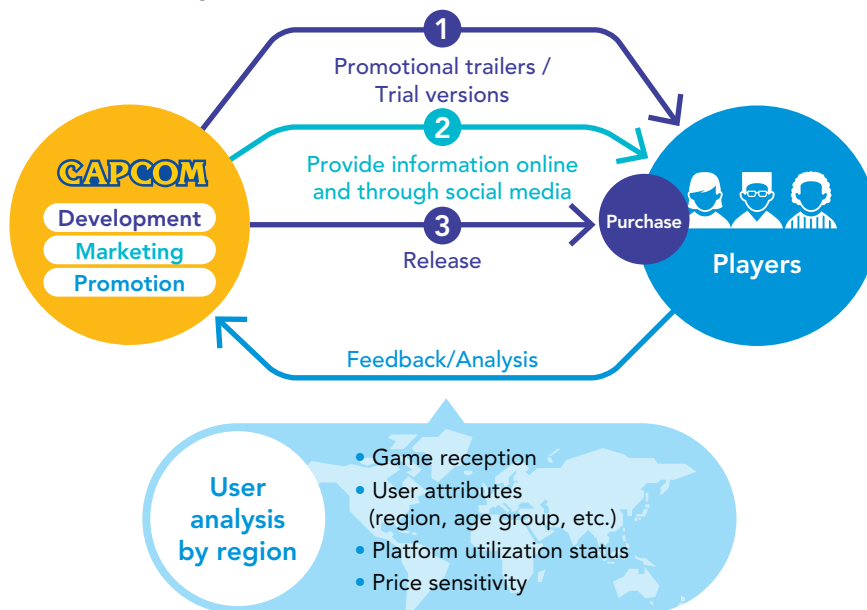 1
Promotional trailers /
Trial versions
2
Provide information online
and through social media
CAPCOM
Development
Marketing
Promotion
3
Release
Purchase
Players
Feedback/Analysis
User
analysis
by region
• Game reception
• User attributes
(region, age group, etc.)
• Platform utilization status
• Price sensitivity